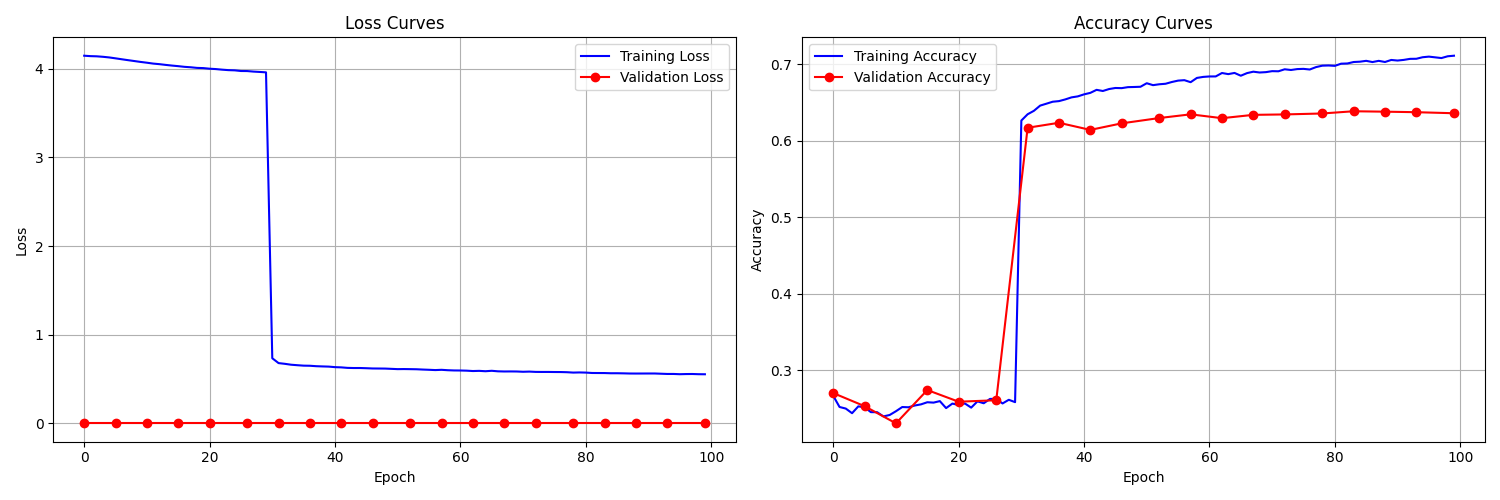 Loss Curves
Training Loss
Validation Loss
4
3
2
1
0
Loss
0 20 40 60 80 100
Epoch
Accuracy Curves
Training Accuracy
Validation Accuracy
0.7
0.6
0.5
0.4
0.3
Accuracy
0 20 40 60 80 100
Epoch